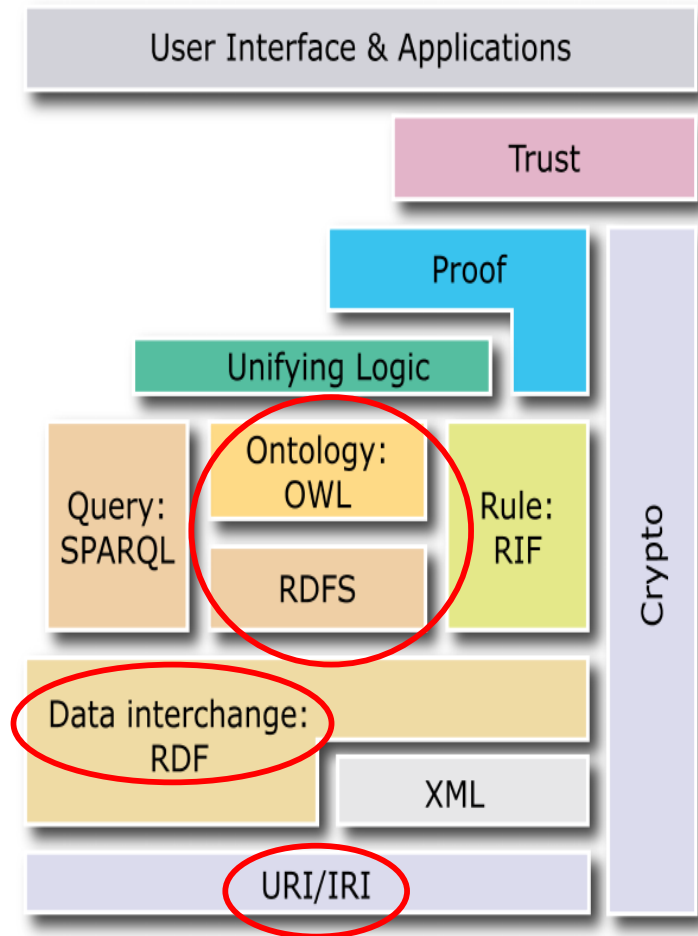 User Interface & Applications
Trust
Proof
Unifying Logic
Query:
SPARQL
Ontology:
OWL
RDFS
Rule:
RIF
Crypto
Data interchange:
RDF
XML
URI/IRI